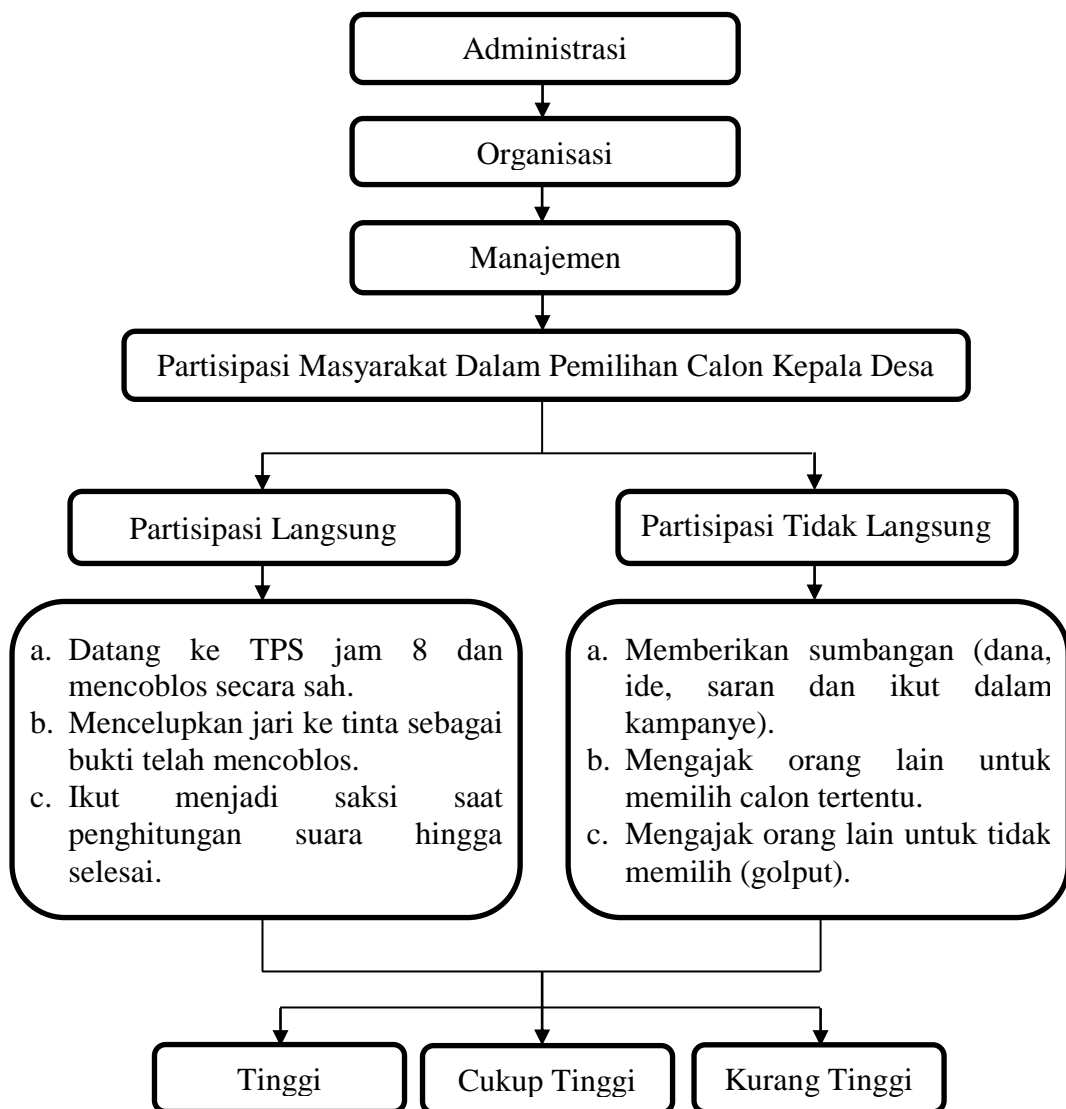 Administrasi
Organisasi
Manajemen
Partisipasi Masyarakat Dalam Pemilihan Calon Kepala Desa
Partisipasi Langsung
Partisipasi Tidak Langsung
a. Datang ke TPS jam 8 dan
mencoblos secara sah.
b. Mencelupkan jari ke tinta sebagai
bukti telah mencoblos.
c. Ikut menjadi saksi saat
penghitungan suara hingga
selesai.
a. Memberikan sumbangan (dana,
ide, saran dan ikut dalam
kampanye).
b. Mengajak orang lain untuk
memilih calon tertentu.
c. Mengajak orang lain untuk tidak
memilih (golput).
Tinggi
Cukup Tinggi
Kurang Tinggi